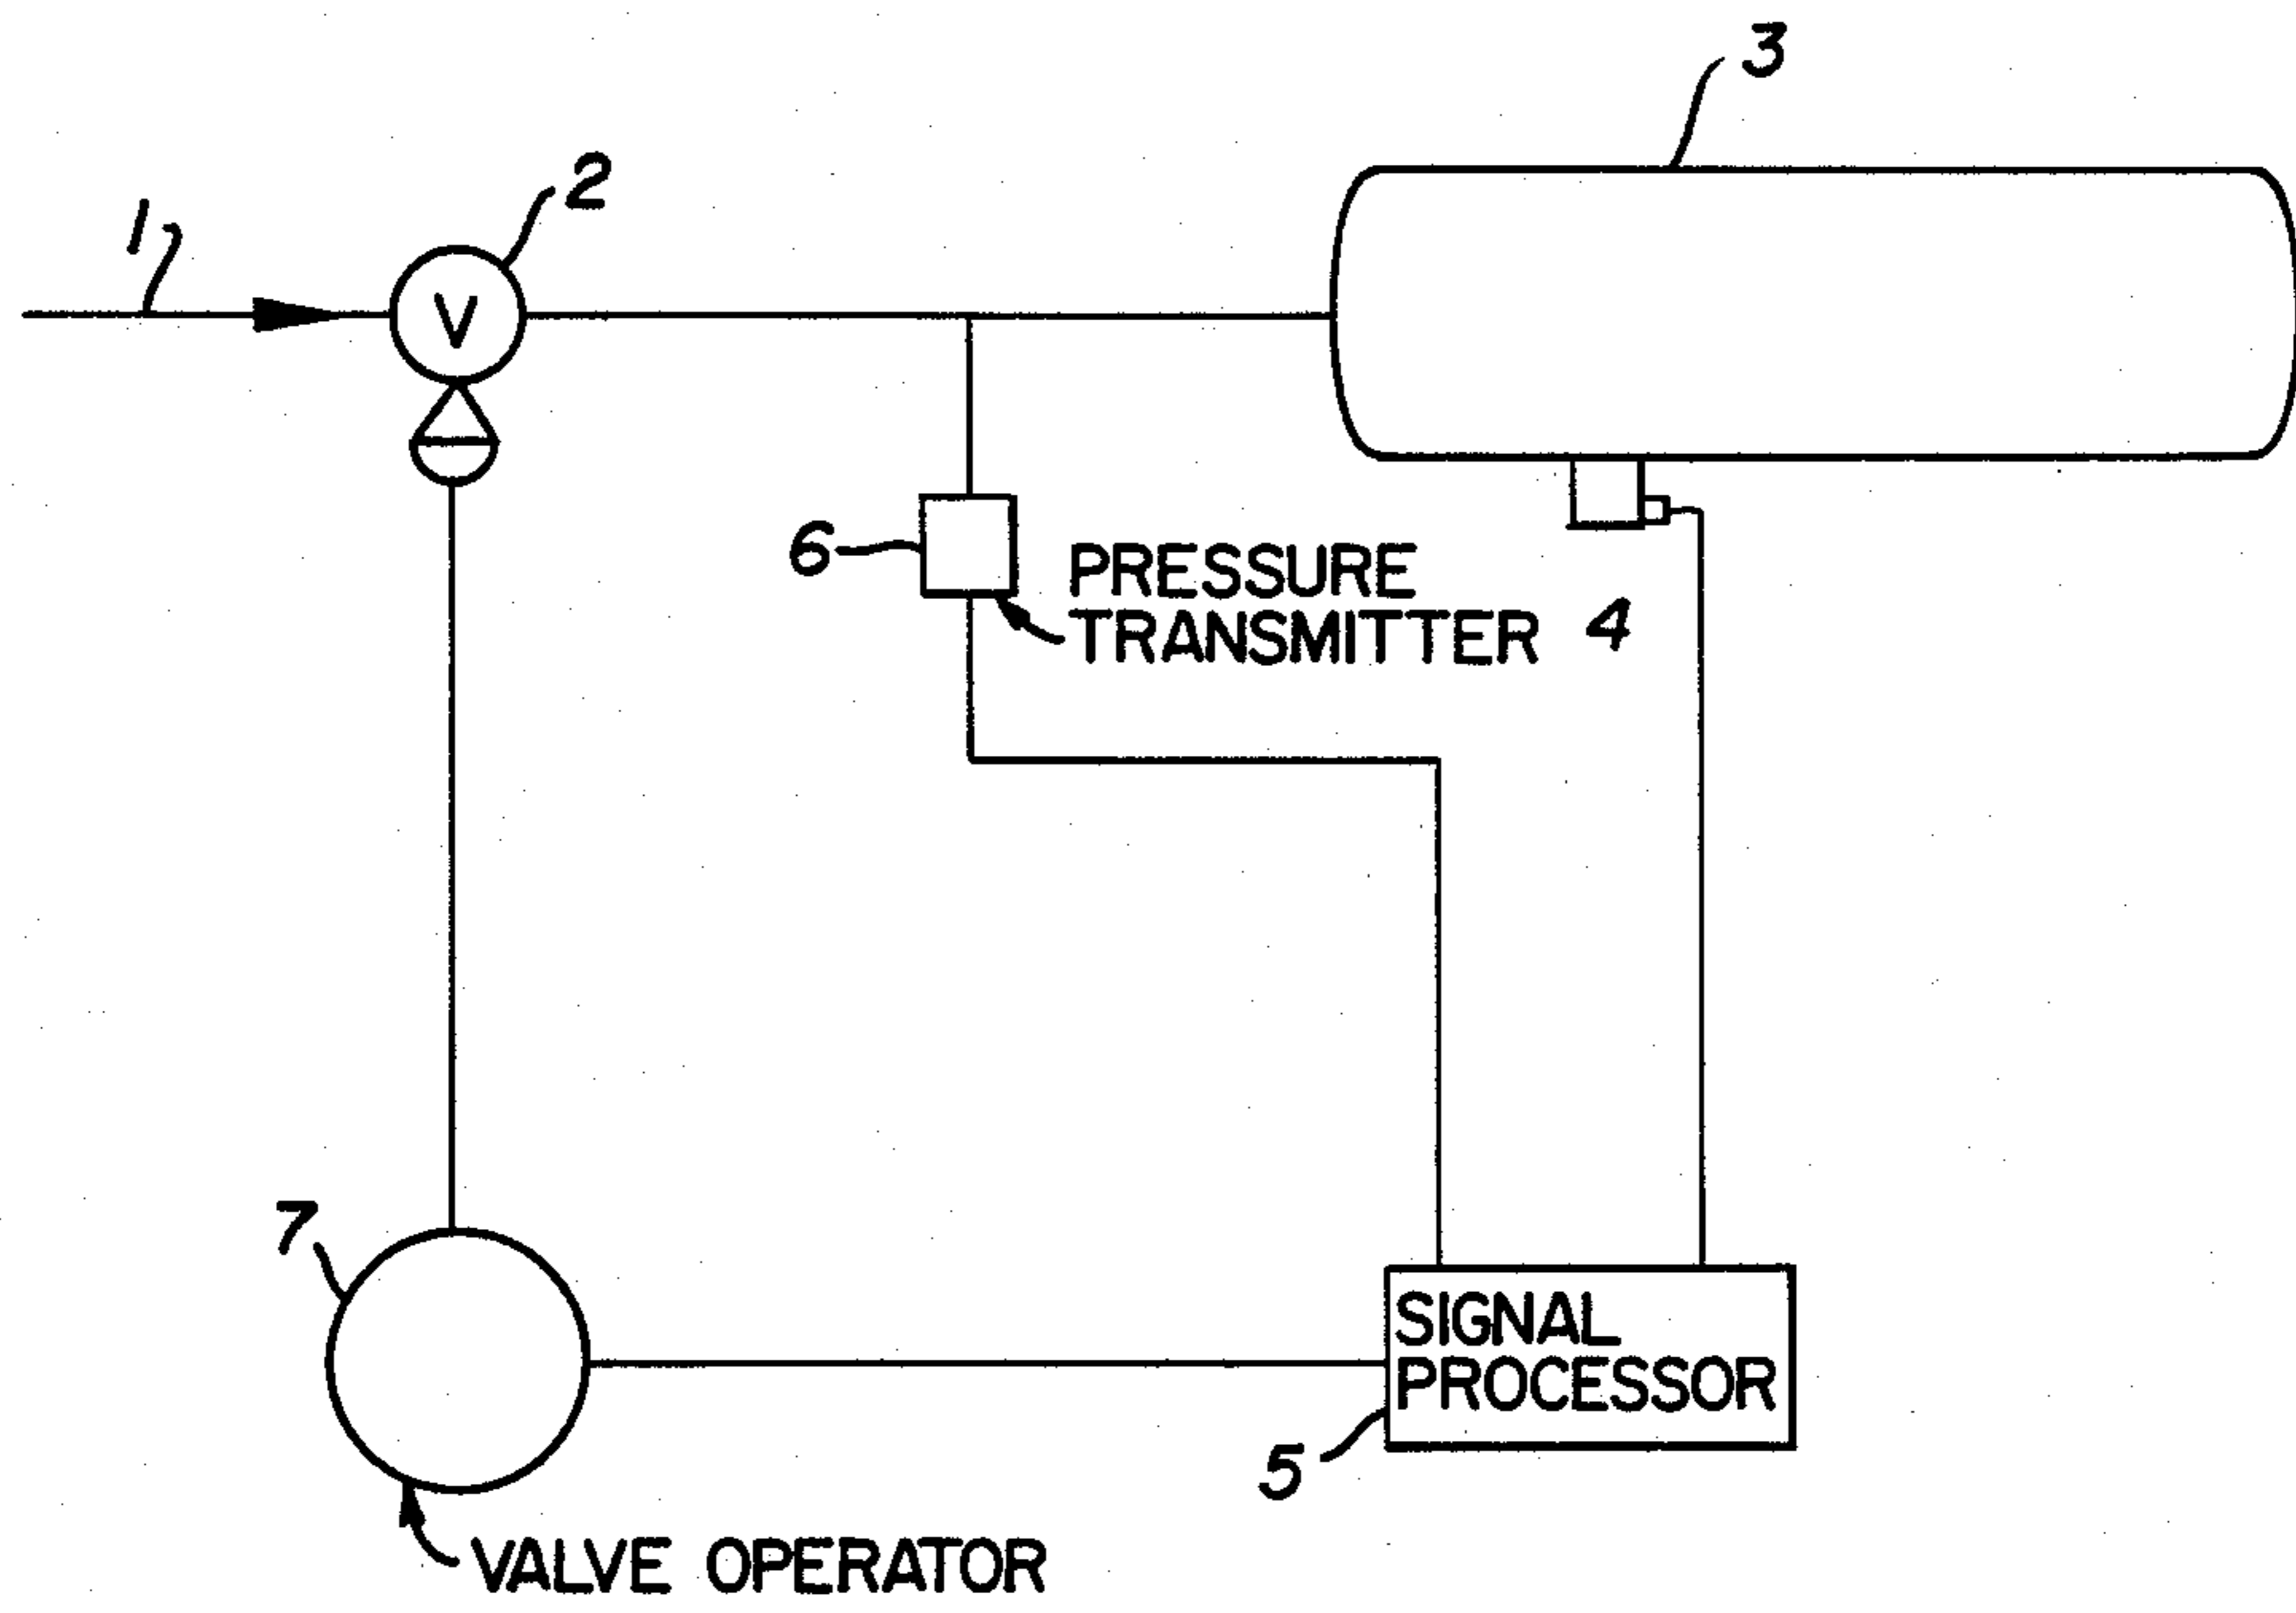 3
2
1
V
6
PRESSURE
TRANSMITTER
4
7
SIGNAL
PROCESSOR
5
VALVE OPERATOR